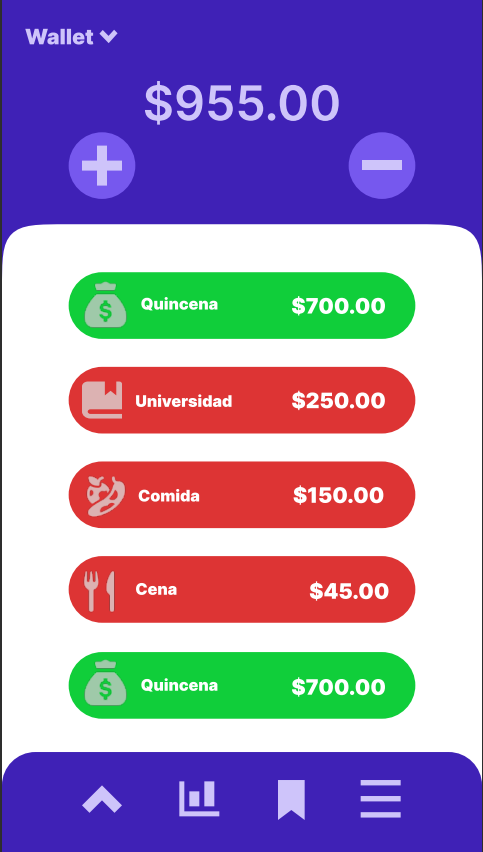 Wallet
$955.00
Quincena $700.00
Universidad $250.00
Comida $150.00
Cena $45.00
Quincena $700.00